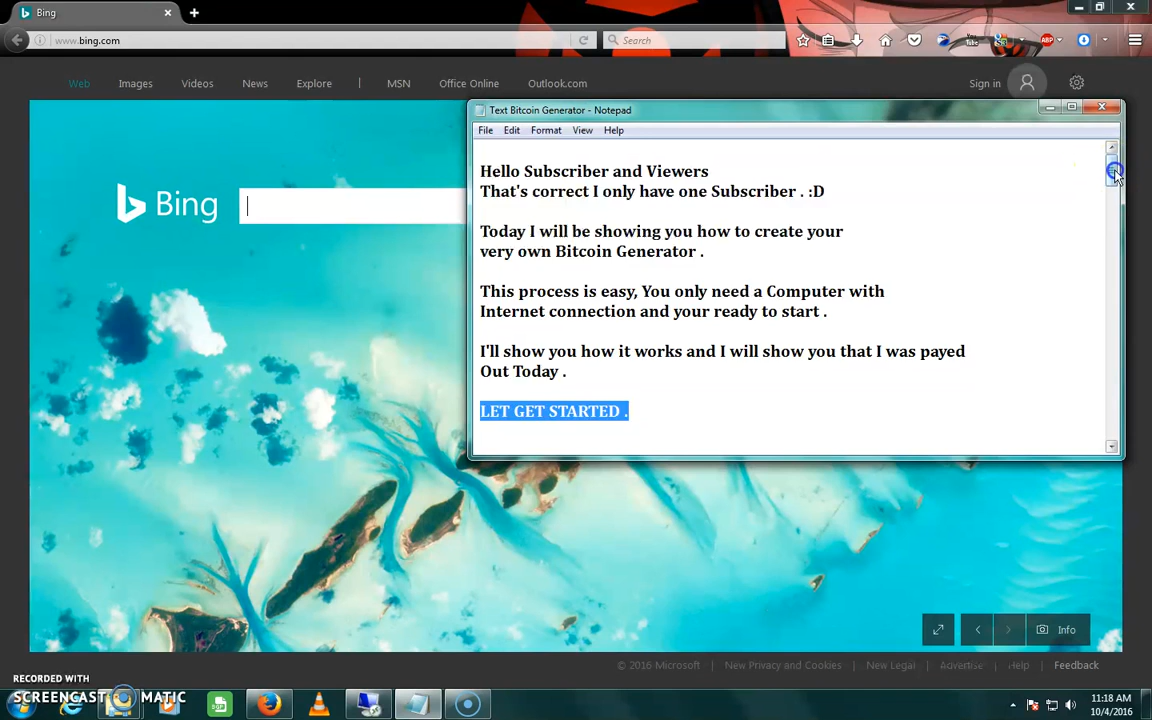 Bing
www.bing.com
Search
Web Images Videos News Explore | MSN Office Online Outlook.com
Sign in
Bing
Text Bitcoin Generator - Notepad
File Edit Format View Help
Hello Subscriber and Viewers
That's correct I only have one Subscriber . :D
Today I will be showing you how to create your
very own Bitcoin Generator .
This process is easy, You only need a Computer with
Internet connection and your ready to start .
I'll show you how it works and I will show you that I was payed
Out Today .
LET GET STARTED .
Info
© 2016 Microsoft New Privacy and Cookies New Legal Advertise Help Feedback
RECORDED WITH
SCREENCAST MATIC
11:18 AM
10/4/2016